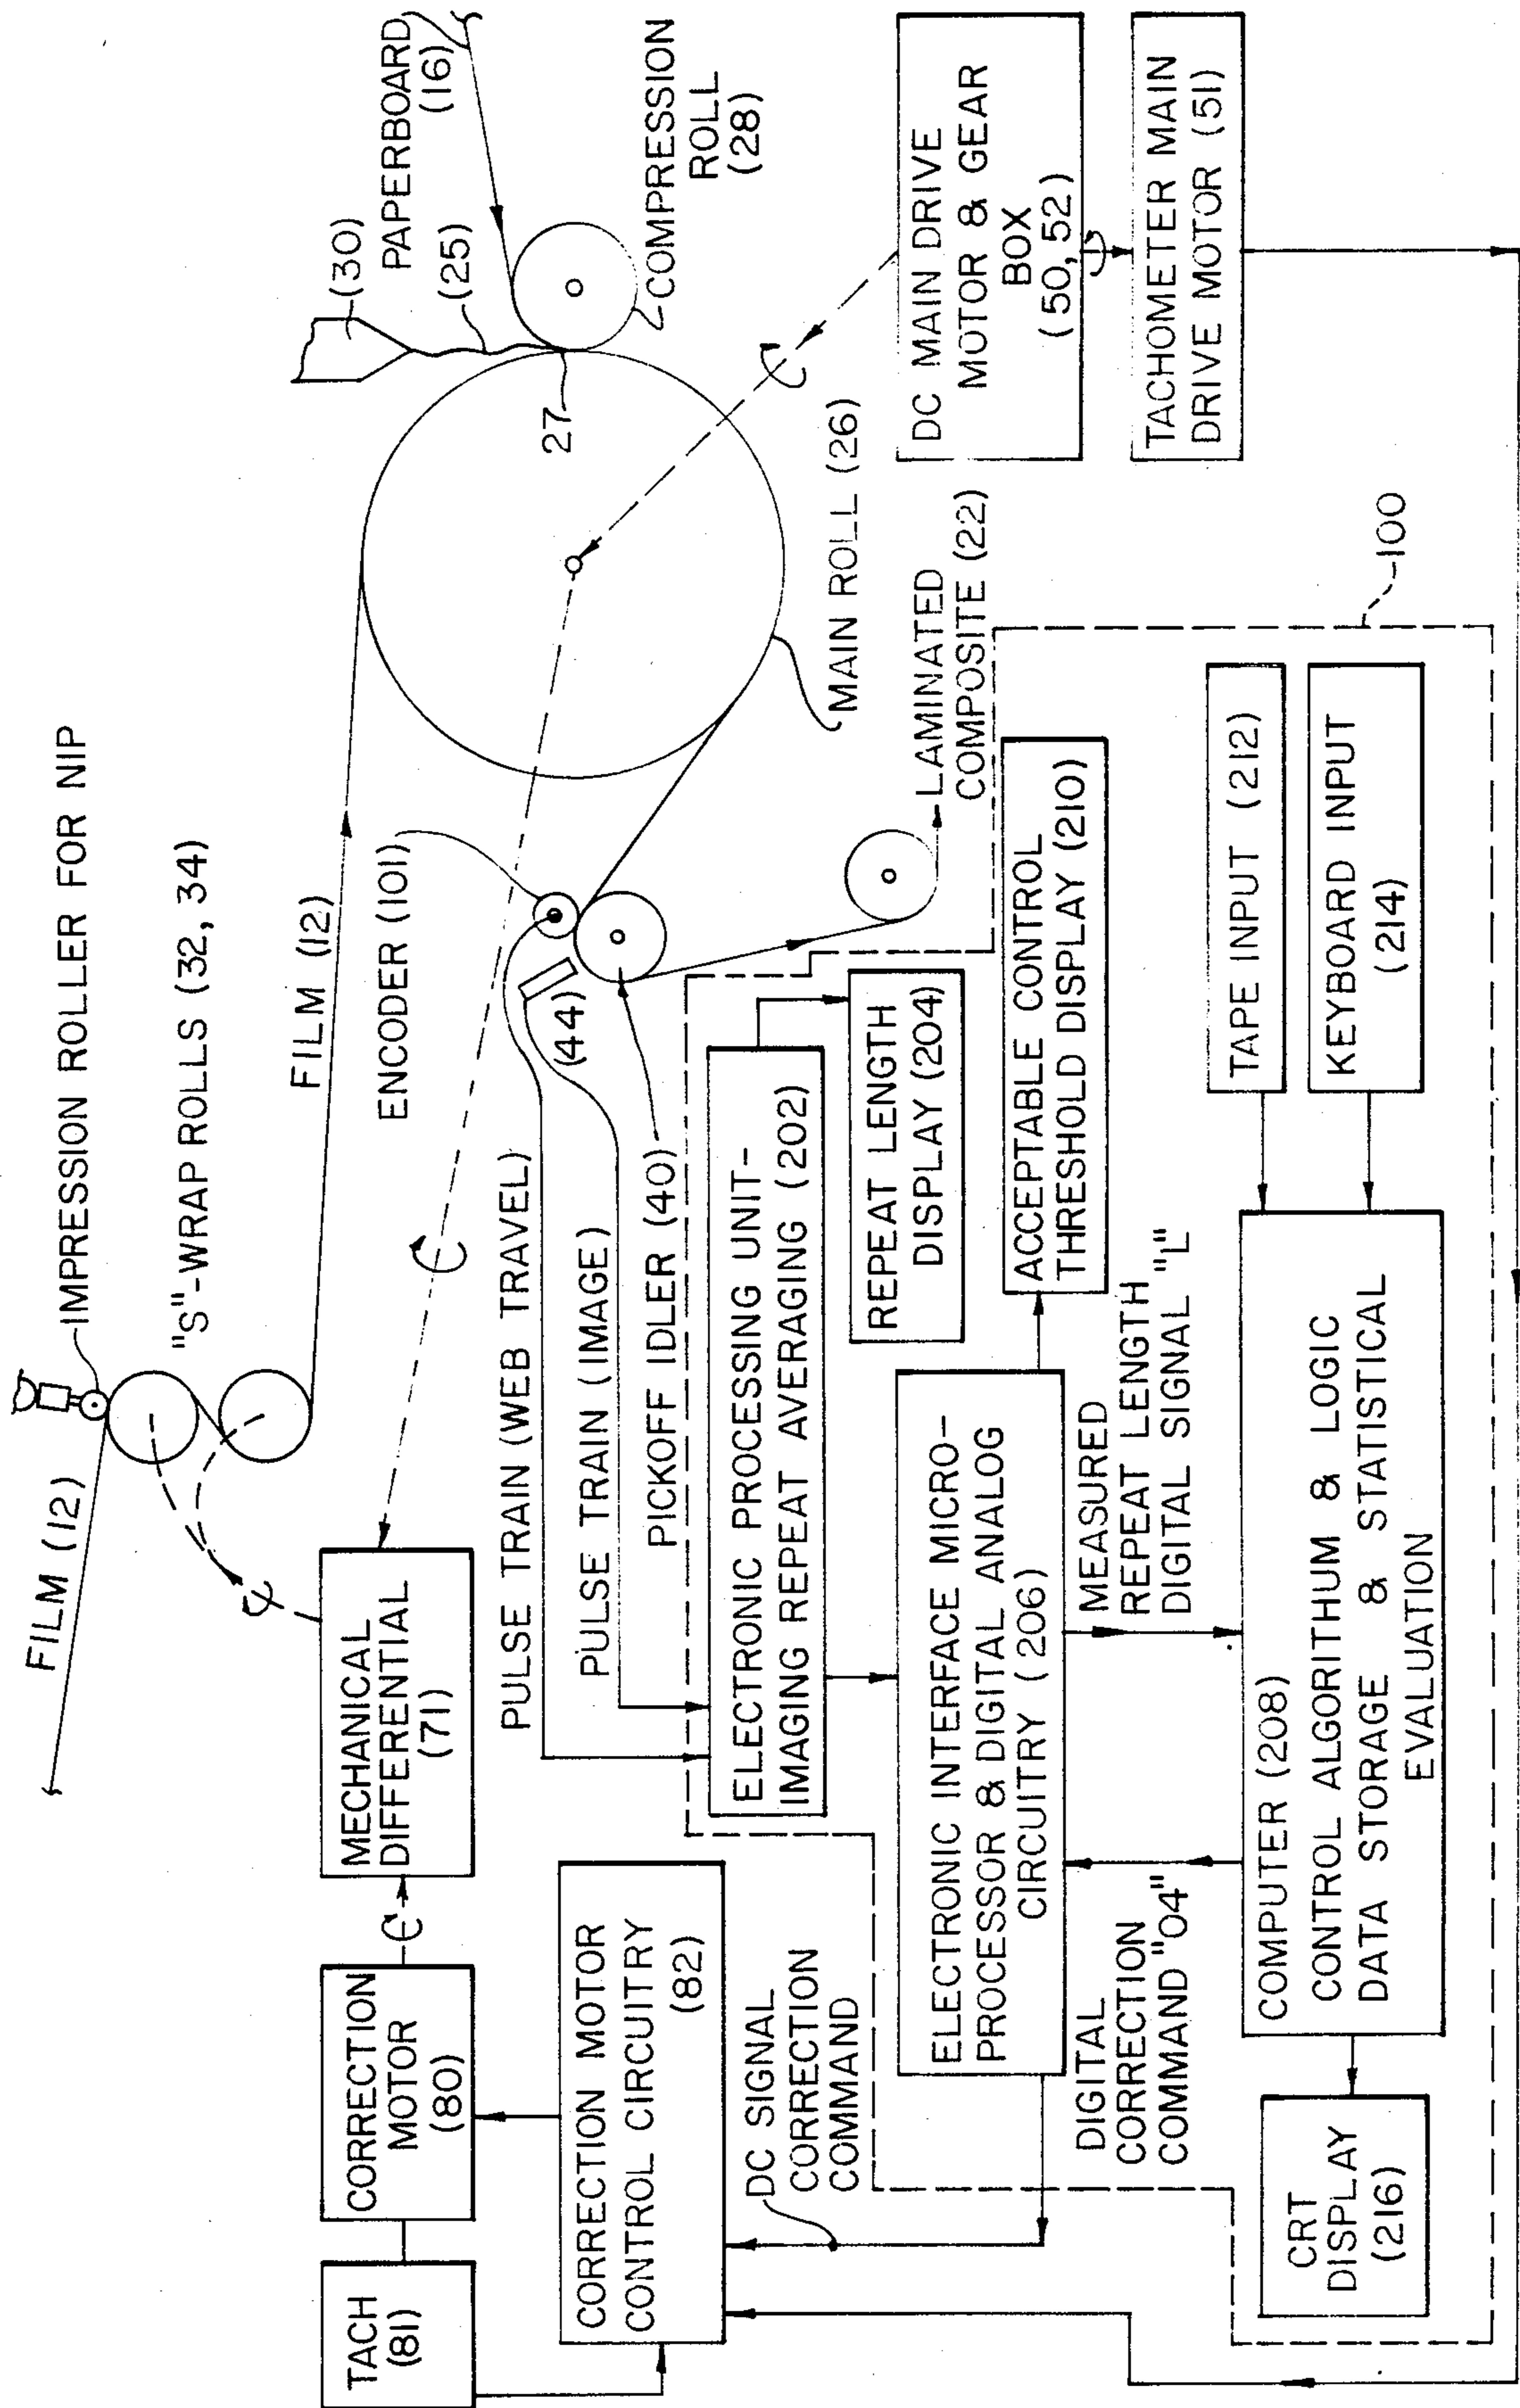 FILM (12)
IMPRESSION ROLLER FOR NIP
"S"-WRAP ROLLS (32, 34)
FILM (12)
(30)
PAPERBOARD
(16)
(25)
27
COMPRESSION
ROLL
(28)
MAIN ROLL (26)
ENCODER (101)
(44)
LAMINATED
COMPOSITE (22)
PICKOFF IDLER (40)
PULSE TRAIN (WEB TRAVEL)
PULSE TRAIN (IMAGE)
TACH
(81)
CORRECTION
MOTOR
(80)
MECHANICAL
DIFFERENTIAL
(71)
CORRECTION MOTOR
CONTROL CIRCUITRY
(82)
DC SIGNAL
CORRECTION
COMMAND
ELECTRONIC PROCESSING UNIT-
IMAGING REPEAT AVERAGING (202)
REPEAT LENGTH
DISPLAY (204)
ELECTRONIC INTERFACE MICRO-
PROCESSOR & DIGITAL ANALOG
CIRCUITRY (206)
ACCEPTABLE CONTROL
THRESHOLD DISPLAY (210)
DC MAIN DRIVE
MOTOR & GEAR
BOX
(50, 52)
TACHOMETER MAIN
DRIVE MOTOR (51)
100
DIGITAL
CORRECTION
COMMAND "04"
MEASURED
REPEAT LENGTH
DIGITAL SIGNAL "L"
TAPE INPUT (212)
KEYBOARD INPUT
(214)
COMPUTER (208)
CONTROL ALGORITHUM & LOGIC
DATA STORAGE & STATISTICAL
EVALUATION
CRT
DISPLAY
(216)